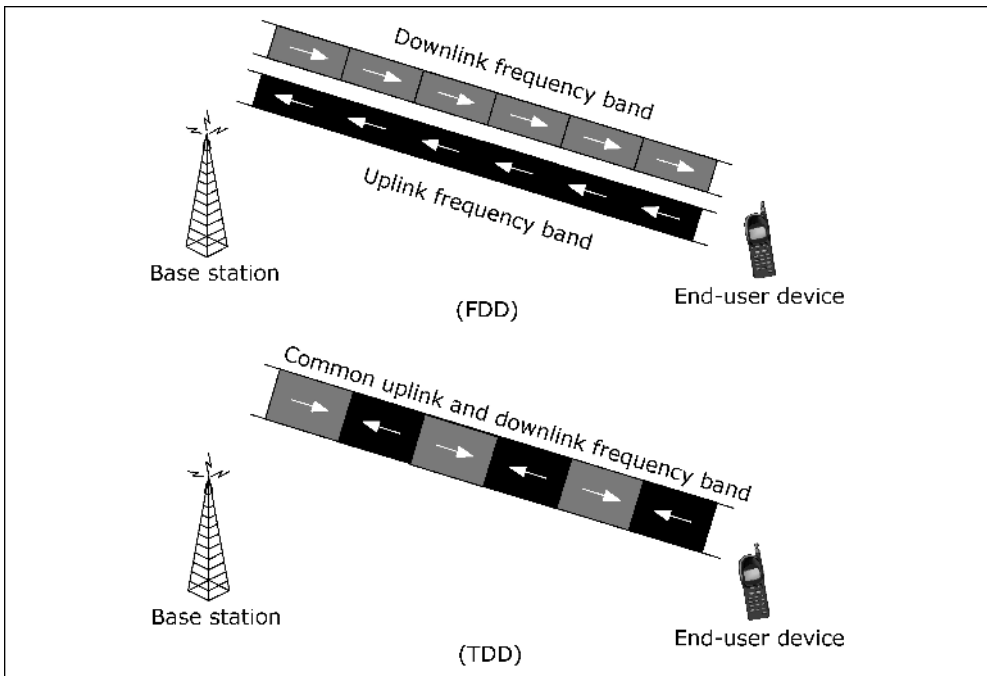 Downlink frequency band
Uplink frequency band
Base station
End-user device
(FDD)
Common uplink and downlink frequency band
Base station
End-user device
(TDD)